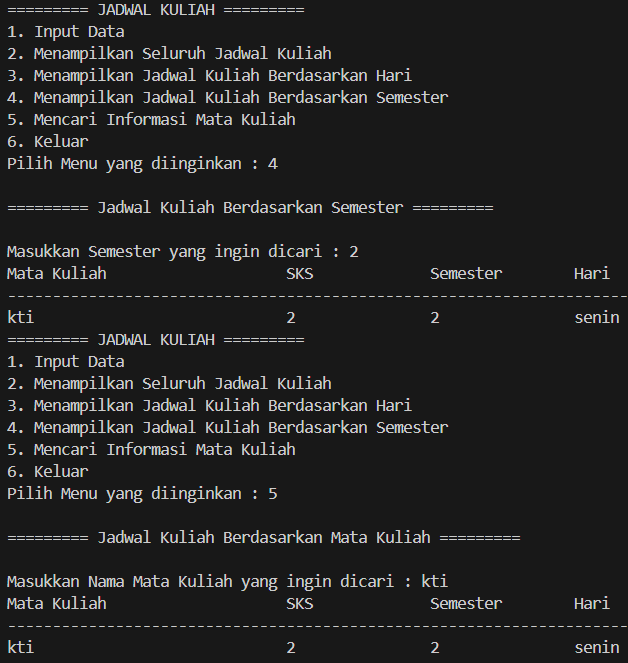 ========= JADWAL KULIAH =========
1. Input Data
2. Menampilkan Seluruh Jadwal Kuliah
3. Menampilkan Jadwal Kuliah Berdasarkan Hari
4. Menampilkan Jadwal Kuliah Berdasarkan Semester
5. Mencari Informasi Mata Kuliah
6. Keluar
Pilih Menu yang diinginkan : 4
========= Jadwal Kuliah Berdasarkan Semester =========
Masukkan Semester yang ingin dicari : 2
Mata Kuliah SKS Semester Hari
---------------------------------------------------------------------
kti 2 2 senin
========= JADWAL KULIAH =========
1. Input Data
2. Menampilkan Seluruh Jadwal Kuliah
3. Menampilkan Jadwal Kuliah Berdasarkan Hari
4. Menampilkan Jadwal Kuliah Berdasarkan Semester
5. Mencari Informasi Mata Kuliah
6. Keluar
Pilih Menu yang diinginkan : 5
========= Jadwal Kuliah Berdasarkan Mata Kuliah =========
Masukkan Nama Mata Kuliah yang ingin dicari : kti
Mata Kuliah SKS Semester Hari
---------------------------------------------------------------------
kti 2 2 senin